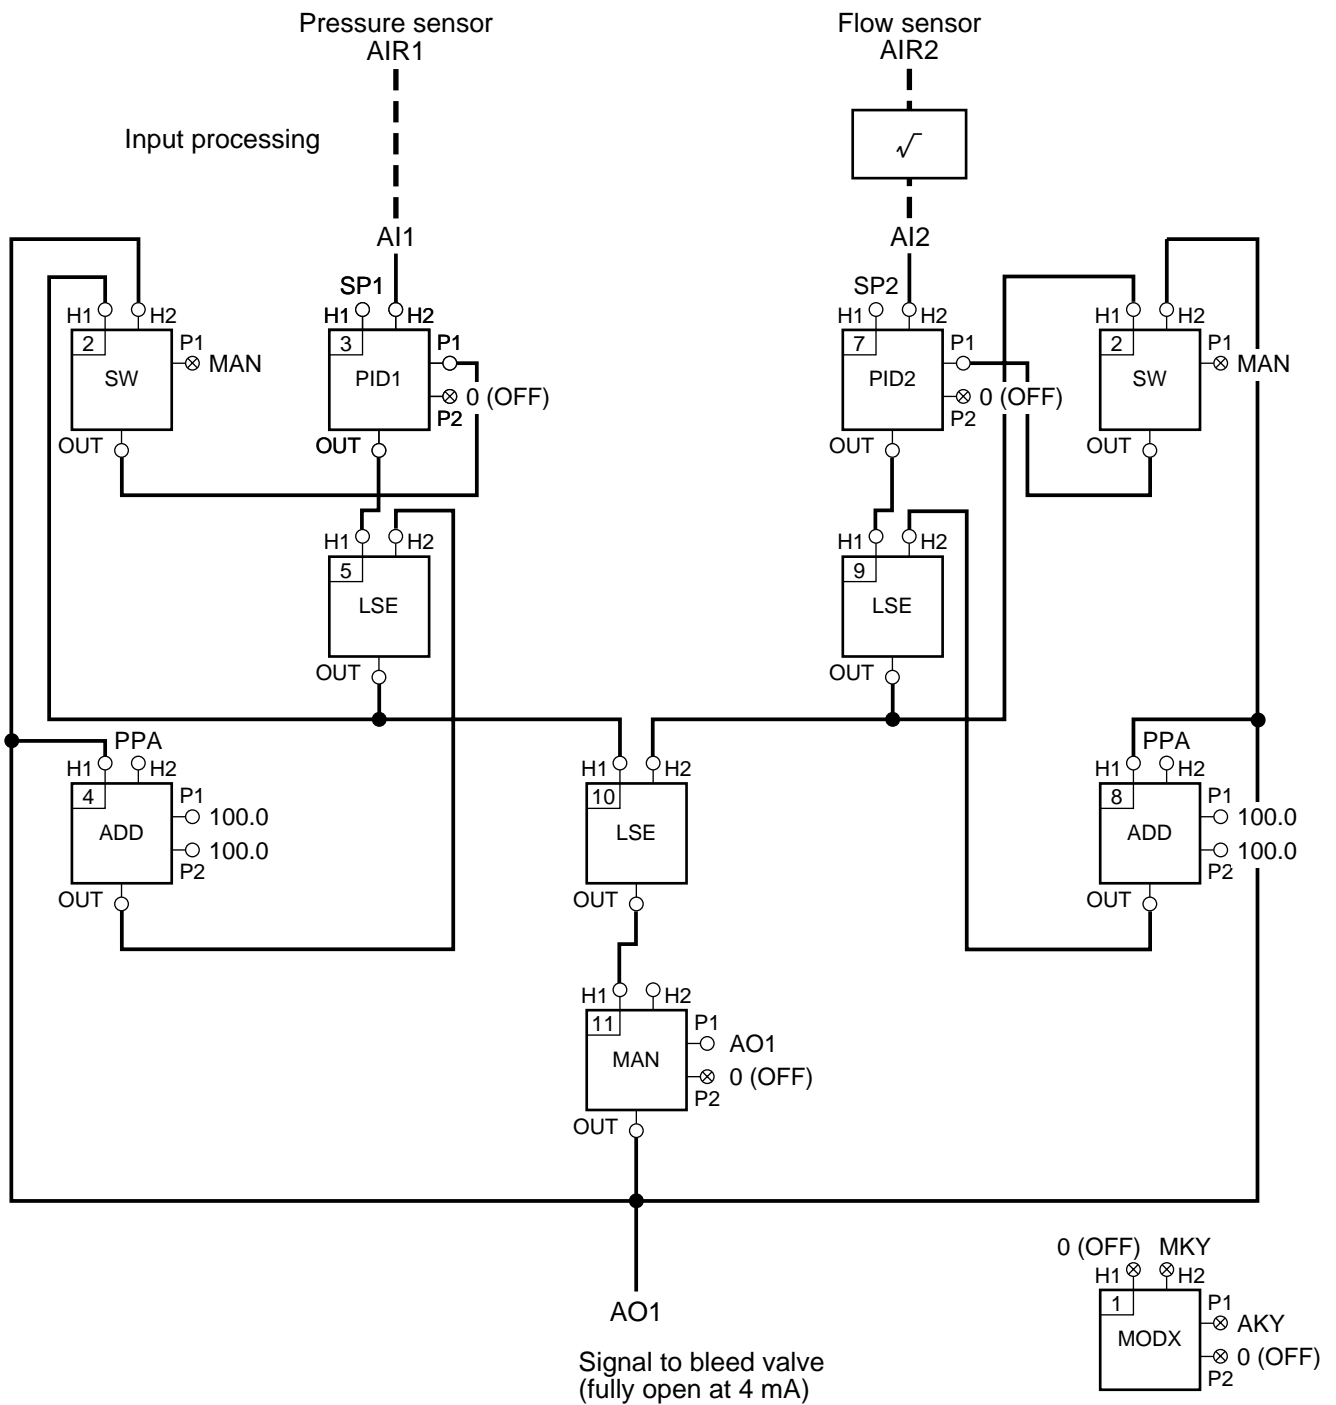 Pressure sensor
AIR1
Flow sensor
AIR2
Input processing
√
AI1
AI2
H1 H2
2
SW
P1
MAN
OUT
SP1
H1 H2
3
PID1
P1
0 (OFF)
P2
OUT
SP2
H1 H2
7
PID2
P1
0 (OFF)
P2
OUT
H1 H2
2
SW
P1
MAN
OUT
H1 H2
5
LSE
OUT
H1 H2
9
LSE
OUT
PPA
H1 H2
4
ADD
P1
100.0
100.0
P2
OUT
H1 H2
10
LSE
OUT
PPA
H1 H2
8
ADD
P1
100.0
100.0
P2
OUT
H1 H2
11
MAN
P1
AO1
0 (OFF)
P2
OUT
AO1
Signal to bleed valve
(fully open at 4 mA)
0 (OFF) MKY
H1 H2
1
MODX
P1
AKY
0 (OFF)
P2